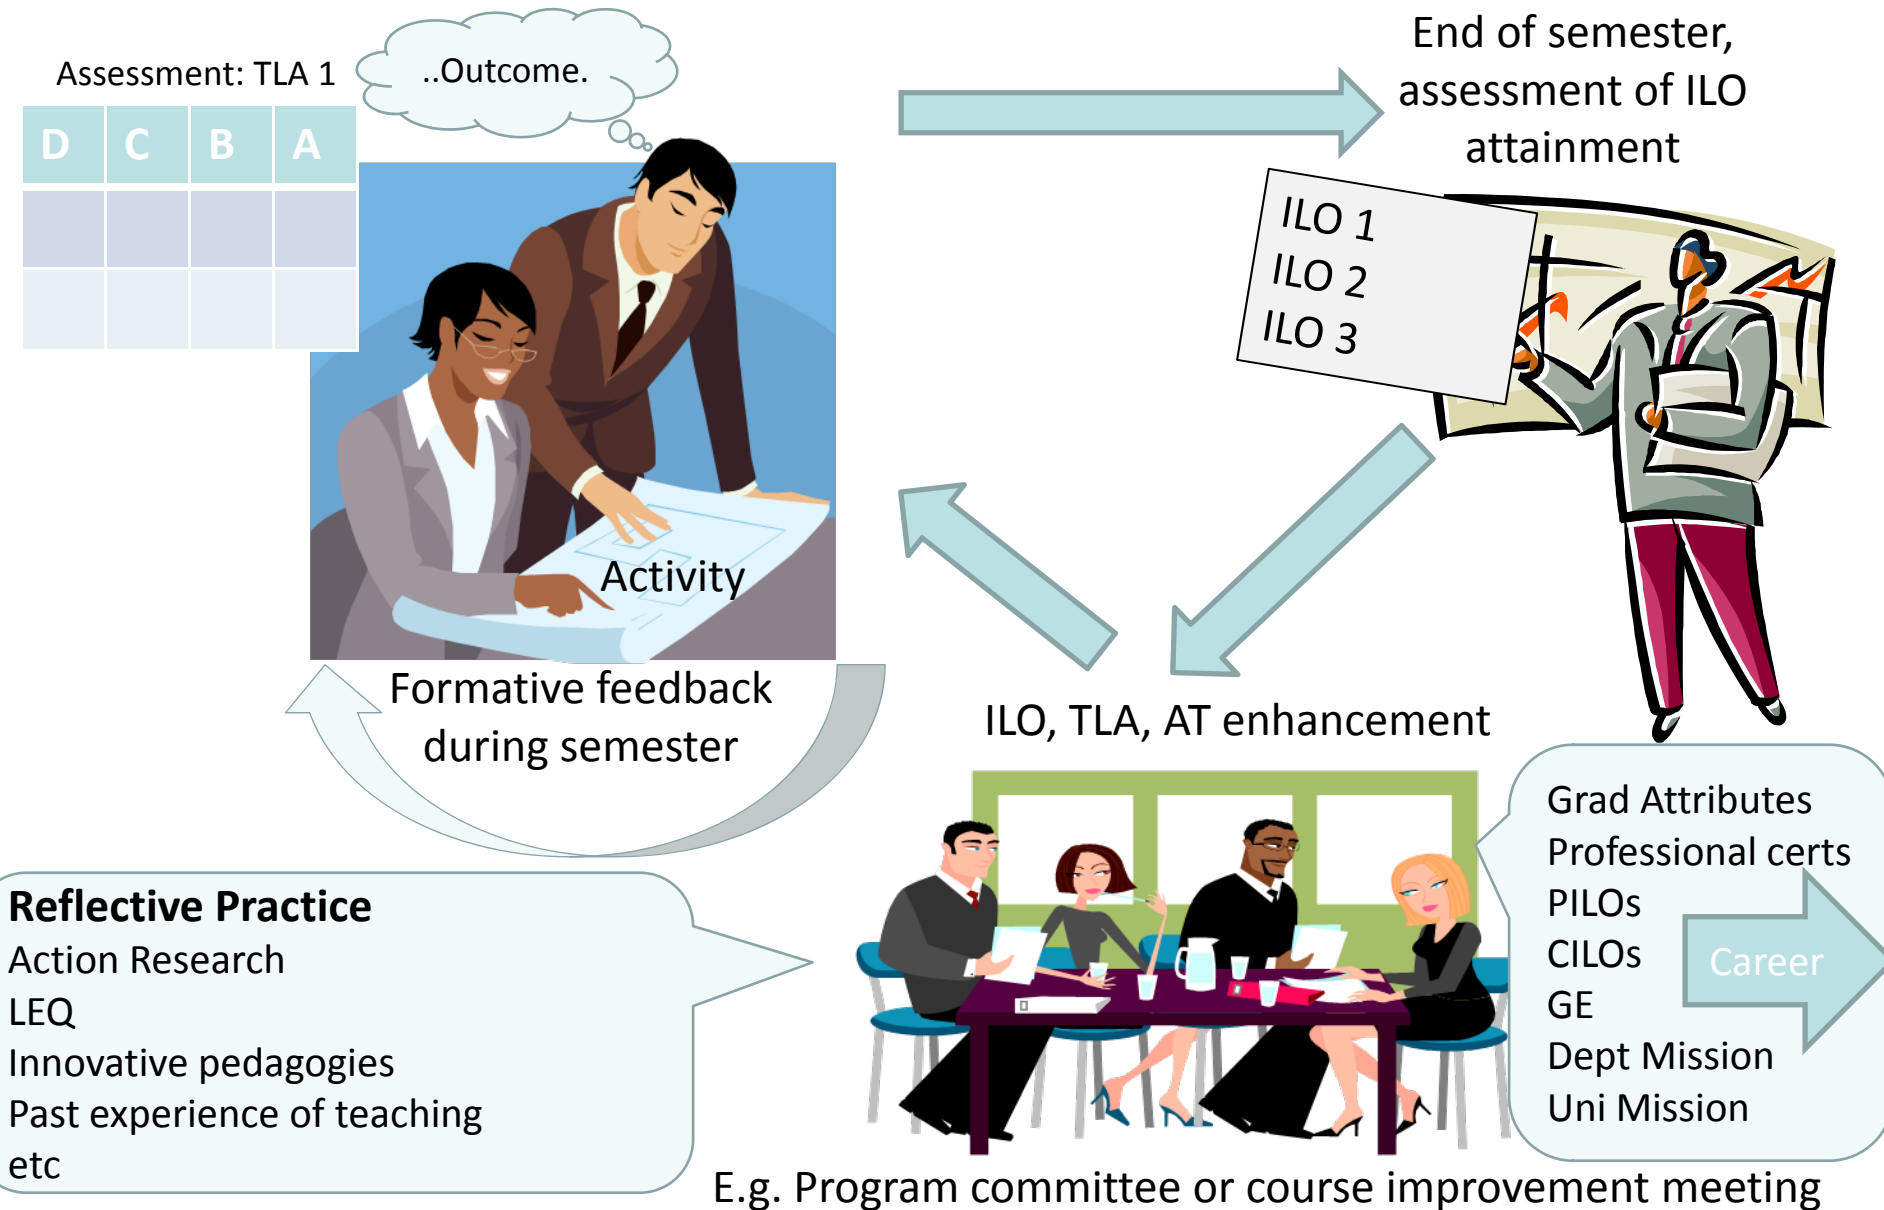 Assessment: TLA 1
D C B A
..Outcome.
End of semester,
assessment of ILO
attainment
ILO 1
ILO 2
ILO 3
Activity
Formative feedback
during semester
ILO, TLA, AT enhancement
Grad Attributes
Professional certs
PILOs
CILOs
GE
Dept Mission
Uni Mission
Career
Reflective Practice
Action Research
LEQ
Innovative pedagogies
Past experience of teaching
etc
E.g. Program committee or course improvement meeting